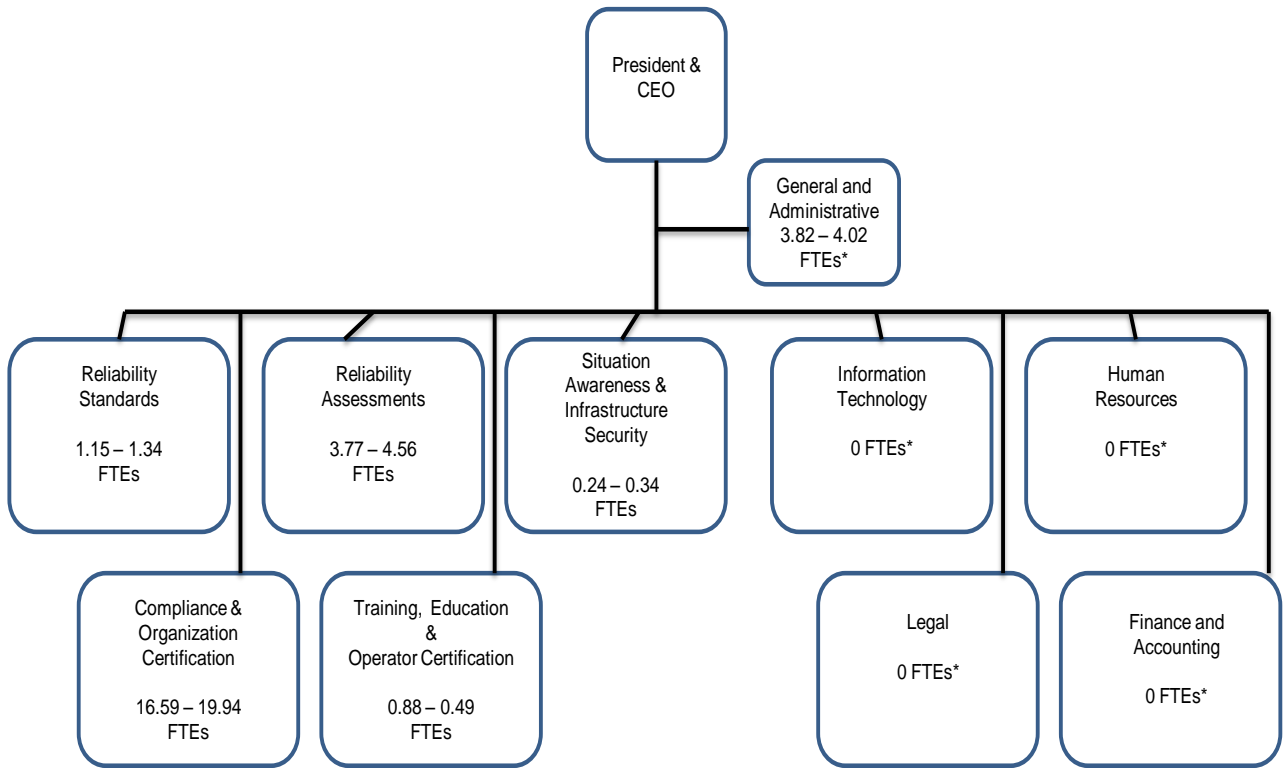 President &
CEO
General and
Administrative
3.82 – 4.02
FTEs*
Reliability
Standards
1.15 – 1.34
FTEs
Reliability
Assessments
3.77 – 4.56
FTEs
Situation
Awareness &
Infrastructure
Security
0.24 – 0.34
FTEs
Information
Technology
0 FTEs*
Human
Resources
0 FTEs*
Compliance &
Organization
Certification
16.59 – 19.94
FTEs
Training, Education
&
Operator Certification
0.88 – 0.49
FTEs
Legal
0 FTEs*
Finance and
Accounting
0 FTEs*